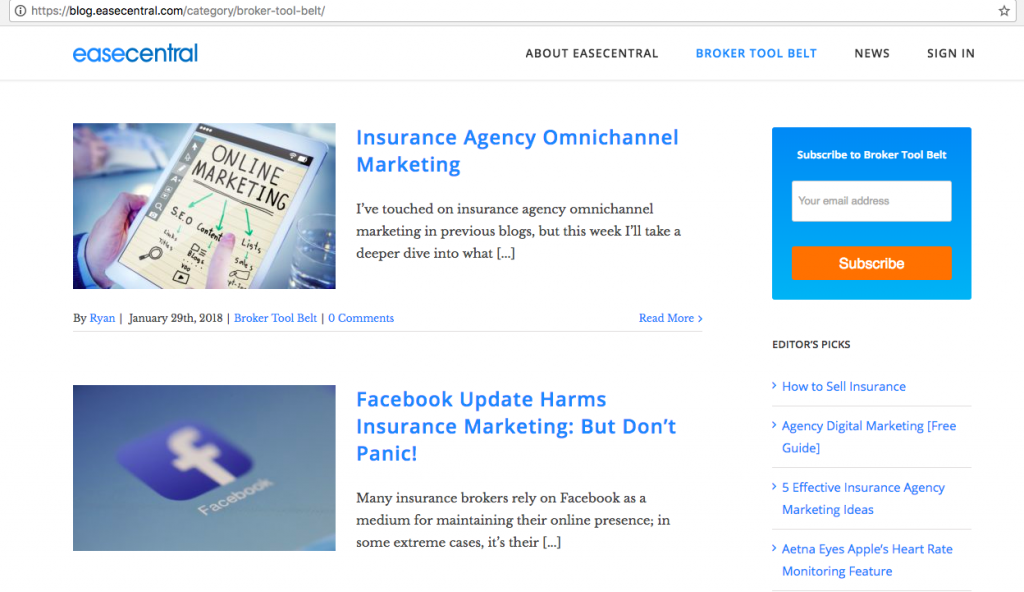 https://blog.easecentral.com/category/broker-tool-belt/
easecentral
ABOUT EASECENTRAL
BROKER TOOL BELT
NEWS
SIGN IN
ONLINE
MARKETING
S.E.O
Content
Lists
Links
Titles
Blogs
Sales
You
Insurance Agency Omnichannel
Marketing
I’ve touched on insurance agency omnichannel
marketing in previous blogs, but this week I’ll take a
deeper dive into what [...]
By Ryan | January 29th, 2018 | Broker Tool Belt | 0 Comments
Read More >
Facebook
Facebook Update Harms
Insurance Marketing: But Don’t
Panic!
Many insurance brokers rely on Facebook as a
medium for maintaining their online presence; in
some extreme cases, it’s their [...]
Subscribe to Broker Tool Belt
Your email address
Subscribe
EDITOR’S PICKS
> How to Sell Insurance
> Agency Digital Marketing [Free
Guide]
> 5 Effective Insurance Agency
Marketing Ideas
> Aetna Eyes Apple’s Heart Rate
Monitoring Feature